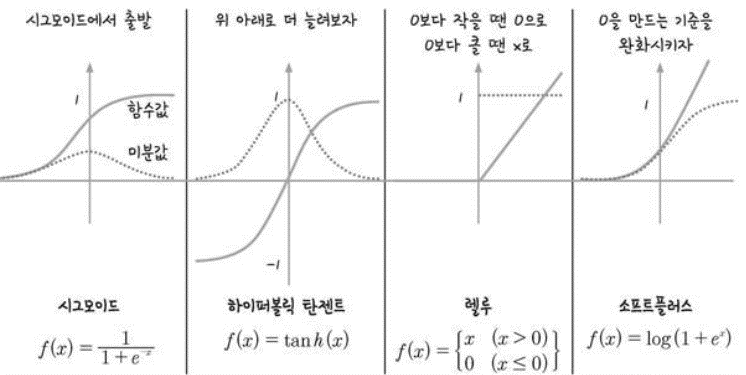 시그모이드에서 출발
1
함숫값
미분값
시그모이드
f(x) = 1 / (1 + e^-x)
위 아래로 더 늘려보자
1
-1
하이퍼볼릭 탄젠트
f(x) = tanh(x)
0보다 작을 땐 0으로
0보다 클 땐 x로
1
렐루
f(x) = { x (x > 0)
0 (x ≤ 0) }
0을 만드는 기준을
완화시키자
1
소프트플러스
f(x) = log(1 + e^x)